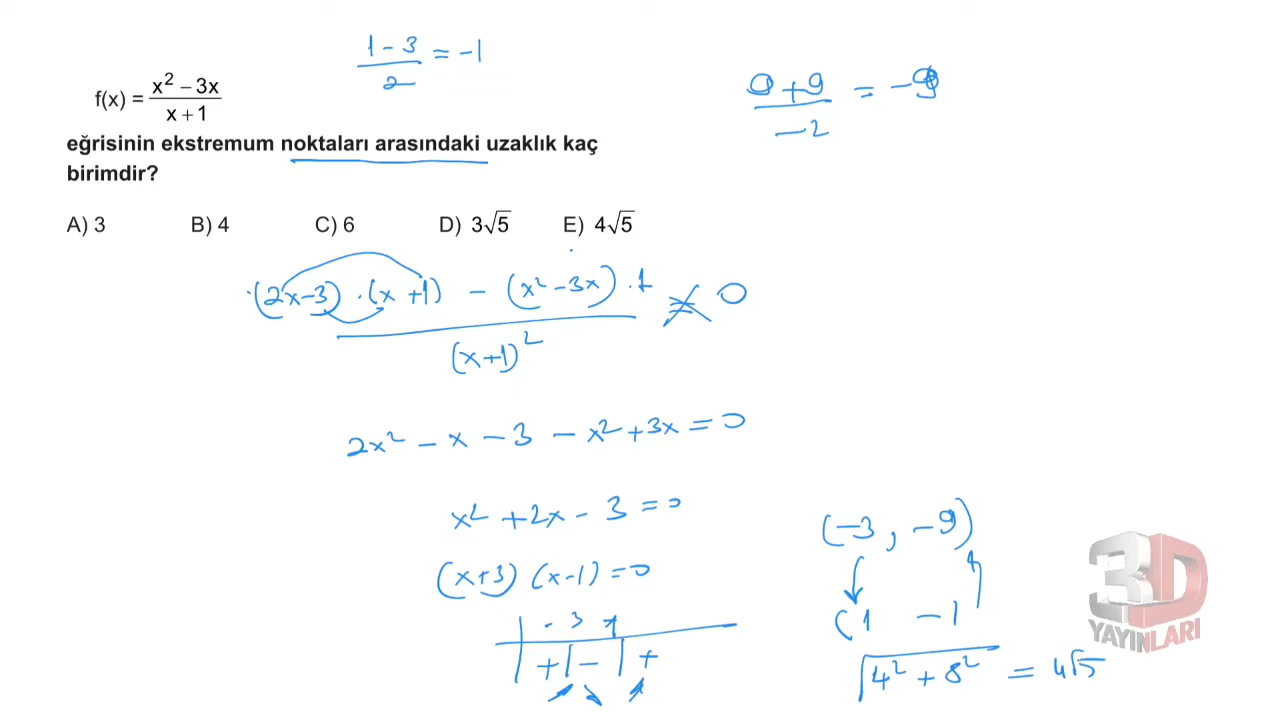 1 - 3 / 2 = -1
9 + 9 / -2 = -9
f(x) = x² - 3x / x + 1
eğrisinin ekstremum noktaları arasındaki uzaklık kaç
birimdir?
A) 3 B) 4 C) 6 D) 3√5 E) 4√5
(2x-3) · (x+1) - (x² - 3x) · 1 / (x+1)² = 0
2x² - x - 3 - x² + 3x = 0
x² + 2x - 3 = 0
(x+3) (x-1) = 0
-3 1
+ - +
(-3, -9)
(1 -1
√4² + 8² = 4√5
3D
YAYINLARI